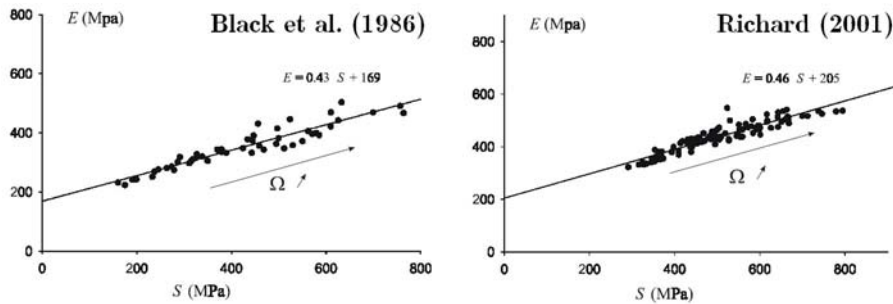 E (Mpa)
Black et al. (1986)
800
600
400
200
0
E = 0.43 S + 169
Ω
0
200
400
600
800
S (MPa)
E (Mpa)
Richard (2001)
800
600
400
200
0
E = 0.46 S + 205
Ω
0
200
400
600
800
S (MPa)